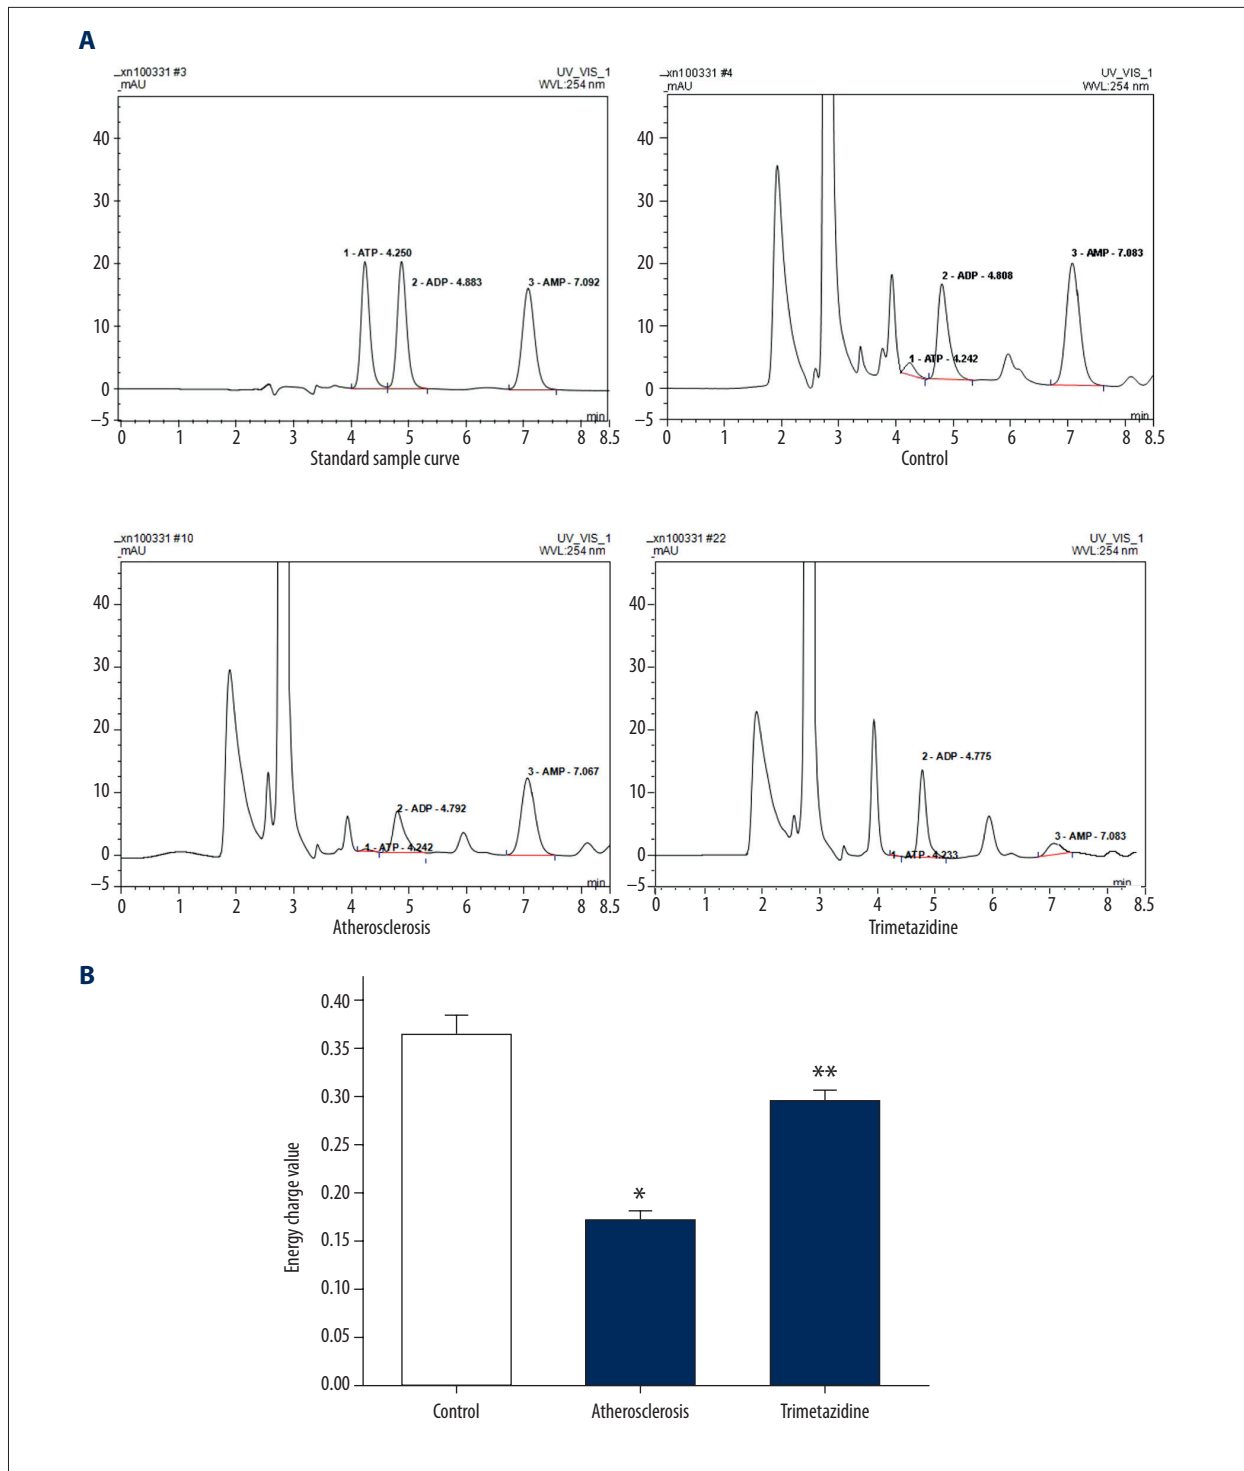 A
xn100331 #3 UV_VIS_1
mAU WVL:254 nm
40
30
20
10
0
−5
1 - ATP - 4.250
2 - ADP - 4.883
3 - AMP - 7.092
min
0 1 2 3 4 5 6 7 8 8.5
Standard sample curve
xn100331 #4 UV_VIS_1
mAU WVL:254 nm
40
30
20
10
0
−5
1 - ATP - 4.242
2 - ADP - 4.808
3 - AMP - 7.083
min
0 1 2 3 4 5 6 7 8 8.5
Control
xn100331 #10 UV_VIS_1
mAU WVL:254 nm
40
30
20
10
0
−5
1 - ATP - 4.242
2 - ADP - 4.792
3 - AMP - 7.067
min
0 1 2 3 4 5 6 7 8 8.5
Atherosclerosis
xn100331 #22 UV_VIS_1
mAU WVL:254 nm
40
30
20
10
0
−5
1 ATP - 4.233
2 - ADP - 4.775
3 - AMP - 7.083
min
0 1 2 3 4 5 6 7 8 8.5
Trimetazidine
B
Energy charge value
0.40
0.35
0.30
0.25
0.20
0.15
0.10
0.05
0.00
*
**
Control Atherosclerosis Trimetazidine